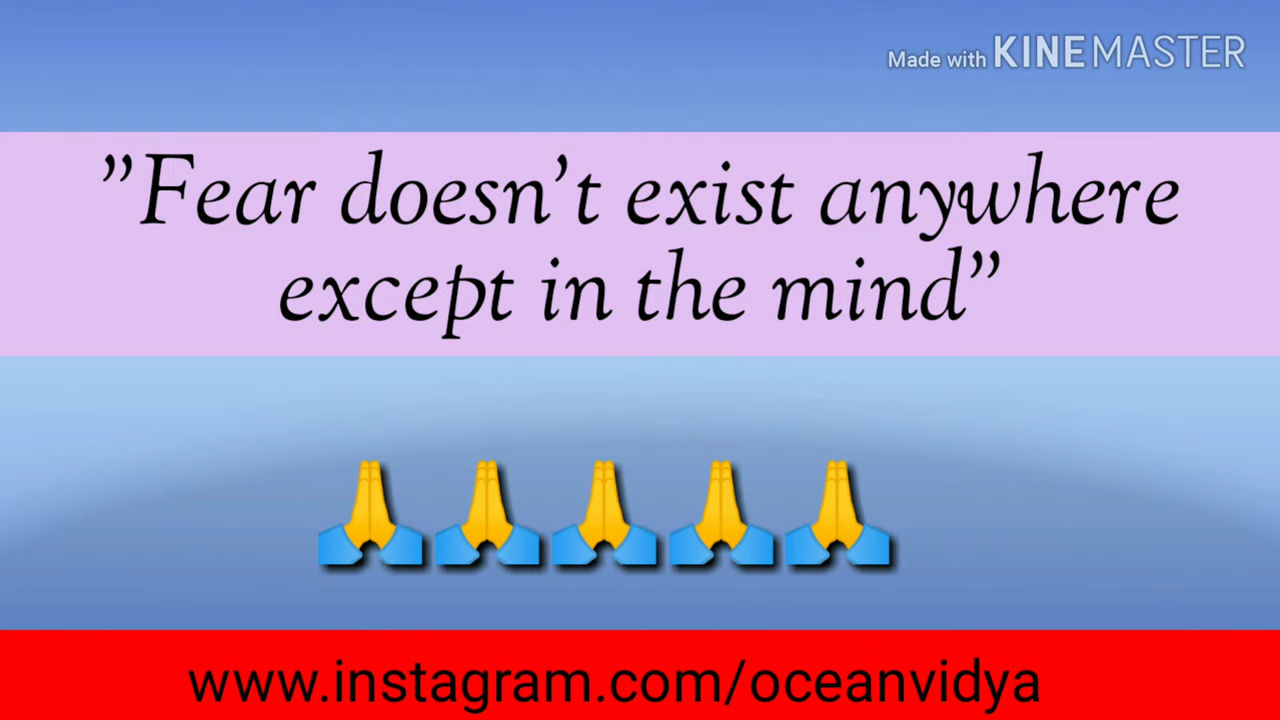 Made with KINEMASTER
”Fear doesn’t exist anywhere
except in the mind”
🙏🙏🙏🙏🙏
www.instagram.com/oceanvidya